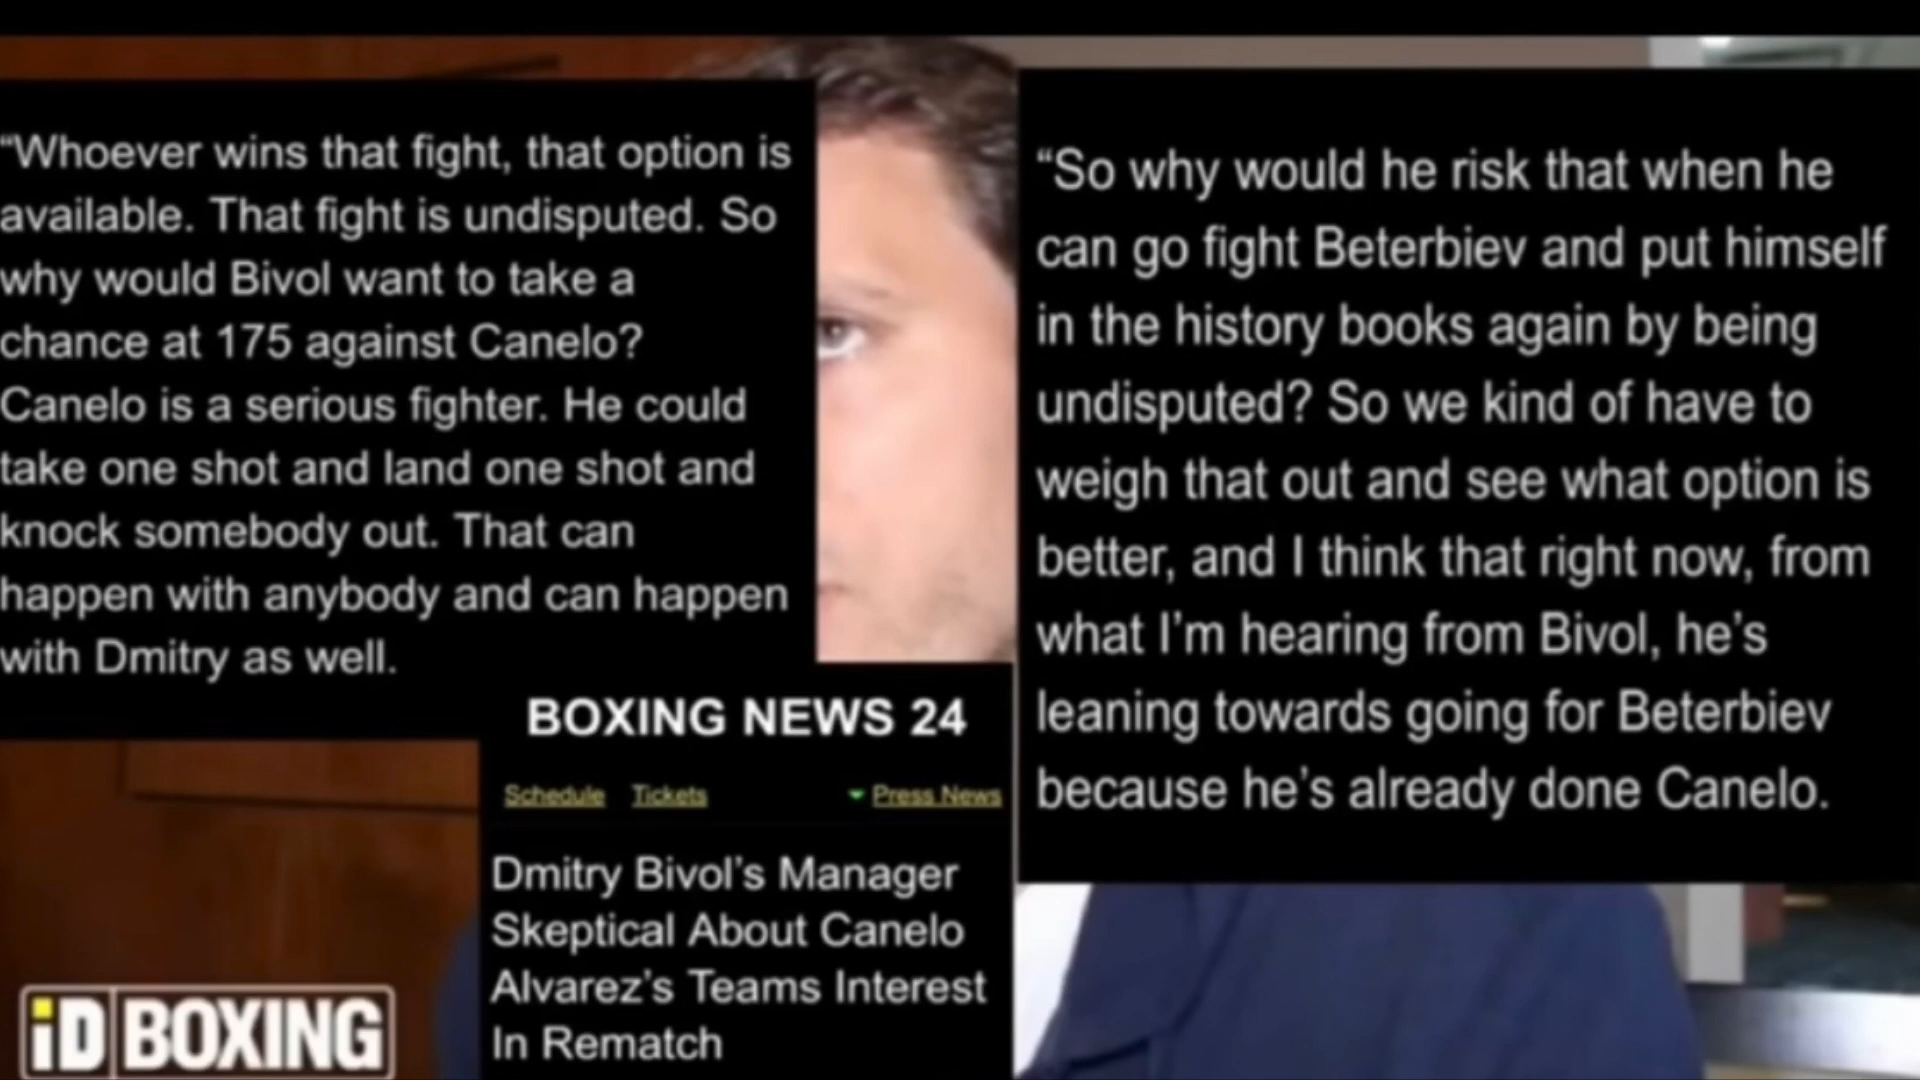 “Whoever wins that fight, that option is
available. That fight is undisputed. So
why would Bivol want to take a
chance at 175 against Canelo?
Canelo is a serious fighter. He could
take one shot and land one shot and
knock somebody out. That can
happen with anybody and can happen
with Dmitry as well.
“So why would he risk that when he
can go fight Beterbiev and put himself
in the history books again by being
undisputed? So we kind of have to
weigh that out and see what option is
better, and I think that right now, from
what I’m hearing from Bivol, he’s
leaning towards going for Beterbiev
because he’s already done Canelo.
BOXING NEWS 24
Schedule Tickets Press News
Dmitry Bivol’s Manager
Skeptical About Canelo
Alvarez’s Teams Interest
In Rematch
iD BOXING